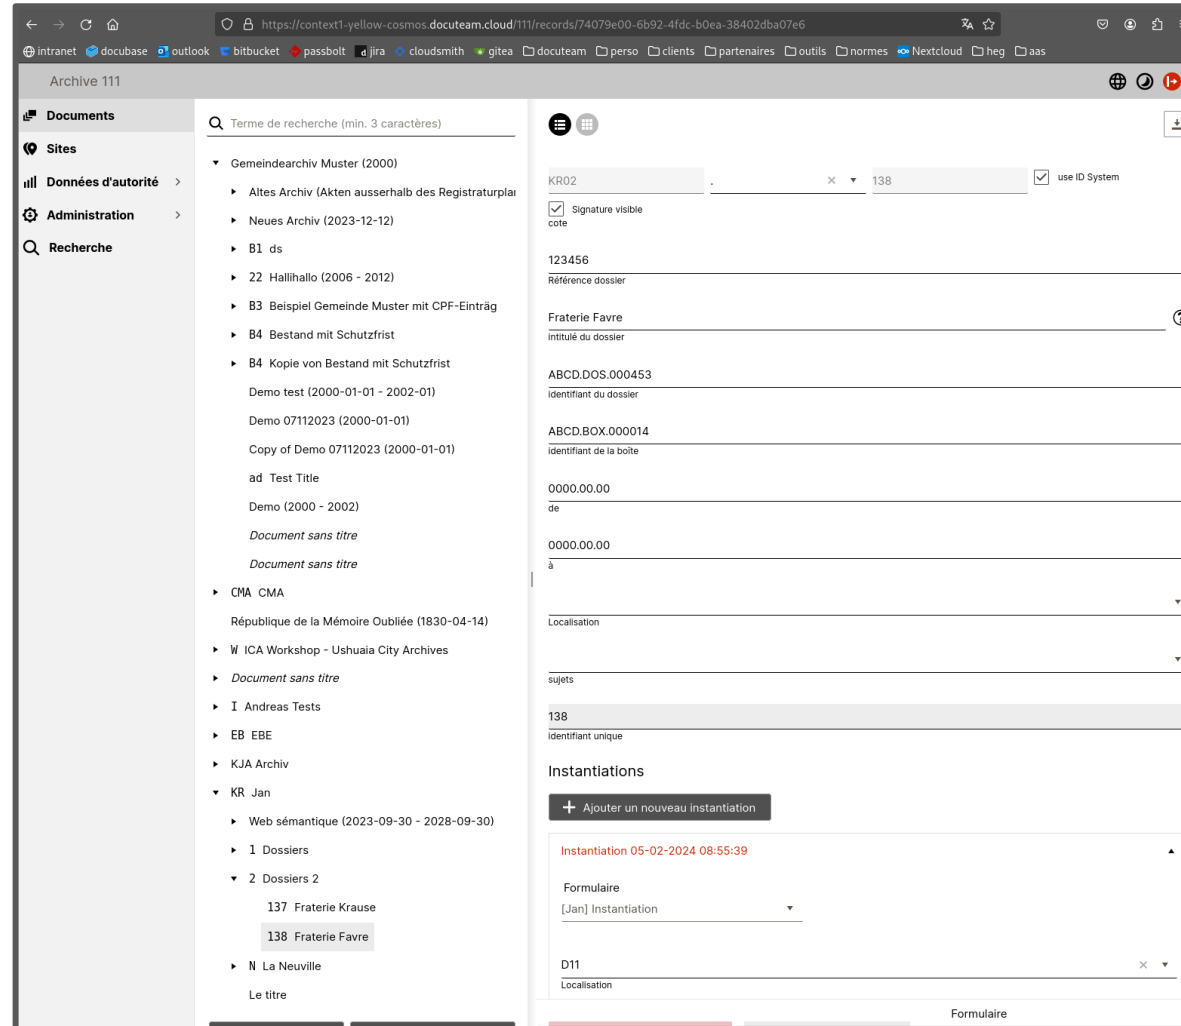 https://context1-yellow-cosmos.docuteam.cloud/111/records/74079e00-6b92-4fdc-b0ea-38402dba07e6
intranet docubase outlook bitbucket passbolt jira cloudsmith gitea docuteam perso clients partenaires outils normes Nextcloud heg aas
Archive 111
Documents
Sites
Données d'autorité
Administration
Recherche
Terme de recherche (min. 3 caractères)
Gemeindearchiv Muster (2000)
Altes Archiv (Akten ausserhalb des Registraturplan
Neues Archiv (2023-12-12)
B1 ds
22 Hallihallo (2006 - 2012)
B3 Beispiel Gemeinde Muster mit CPF-Einträg
B4 Bestand mit Schutzfrist
B4 Kopie von Bestand mit Schutzfrist
Demo test (2000-01-01 - 2002-01)
Demo 07112023 (2000-01-01)
Copy of Demo 07112023 (2000-01-01)
ad Test Title
Demo (2000 - 2002)
Document sans titre
Document sans titre
CMA CMA
République de la Mémoire Oubliée (1830-04-14)
W ICA Workshop - Ushuaia City Archives
Document sans titre
I Andreas Tests
EB EBE
KJA Archiv
KR Jan
Web sémantique (2023-09-30 - 2028-09-30)
1 Dossiers
2 Dossiers 2
137 Fraterie Krause
138 Fraterie Favre
N La Neuville
Le titre
KR02 . 138 use ID System
Signature visible
cote
123456
Référence dossier
Fraterie Favre
intitulé du dossier
ABCD.DOS.000453
identifiant du dossier
ABCD.BOX.000014
identifiant de la boîte
0000.00.00
de
0000.00.00
à
Localisation
sujets
138
identifiant unique
Instantiations
Ajouter un nouveau instantiation
Instantiation 05-02-2024 08:55:39
Formulaire
[Jan] Instantiation
D11
Localisation
Formulaire